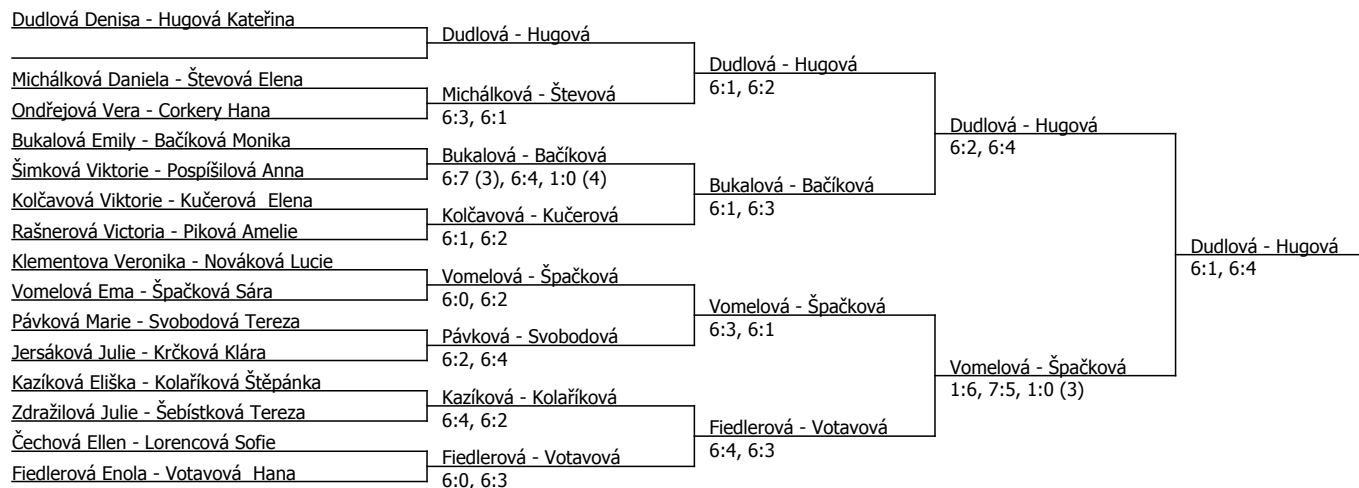 Dudlová Denisa - Hugová Kateřina
Michálková Daniela - Števová Elena
Ondřejová Vera - Corkery Hana
Bukalová Emily - Bačíková Monika
Šimková Viktorie - Pospíšilová Anna
Kolčavová Viktorie - Kučerová  Elena
Rašnerová Victoria - Piková Amelie
Klementova Veronika - Nováková Lucie
Vomelová Ema - Špačková Sára
Pávková Marie - Svobodová Tereza
Jersáková Julie - Krčková Klára
Kazíková Eliška - Kolaříková Štěpánka
Zdražilová Julie - Šebístková Tereza
Čechová Ellen - Lorencová Sofie
Fiedlerová Enola - Votavová  Hana
Dudlová - Hugová
Michálková - Števová
6:3, 6:1
Bukalová - Bačíková
6:7 (3), 6:4, 1:0 (4)
Kolčavová - Kučerová
6:1, 6:2
Vomelová - Špačková
6:0, 6:2
Pávková - Svobodová
6:2, 6:4
Kazíková - Kolaříková
6:4, 6:2
Fiedlerová - Votavová
6:0, 6:3
Dudlová - Hugová
6:1, 6:2
Bukalová - Bačíková
6:1, 6:3
Vomelová - Špačková
6:3, 6:1
Fiedlerová - Votavová
6:4, 6:3
Dudlová - Hugová
6:2, 6:4
Vomelová - Špačková
1:6, 7:5, 1:0 (3)
Dudlová - Hugová
6:1, 6:4